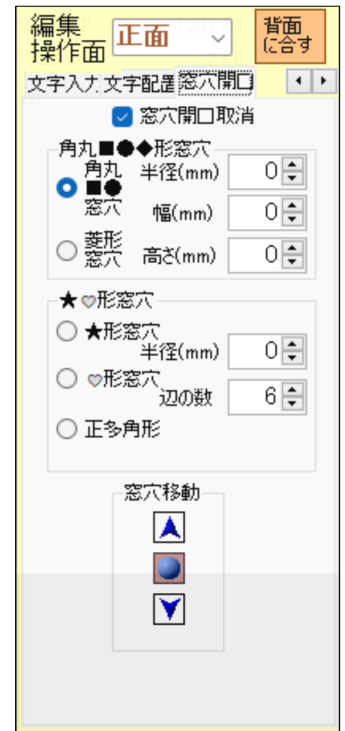 編集
操作面
正面
背面
に合す
文字入力 文字配置 窓穴開口
窓穴開口取消
角丸■●◆形窓穴
角丸
■●
窓穴
半径(mm) 0
幅(mm) 0
菱形
窓穴
高さ(mm) 0
★♡形窓穴
★形窓穴
半径(mm) 0
♡形窓穴
辺の数 6
正多角形
窓穴移動